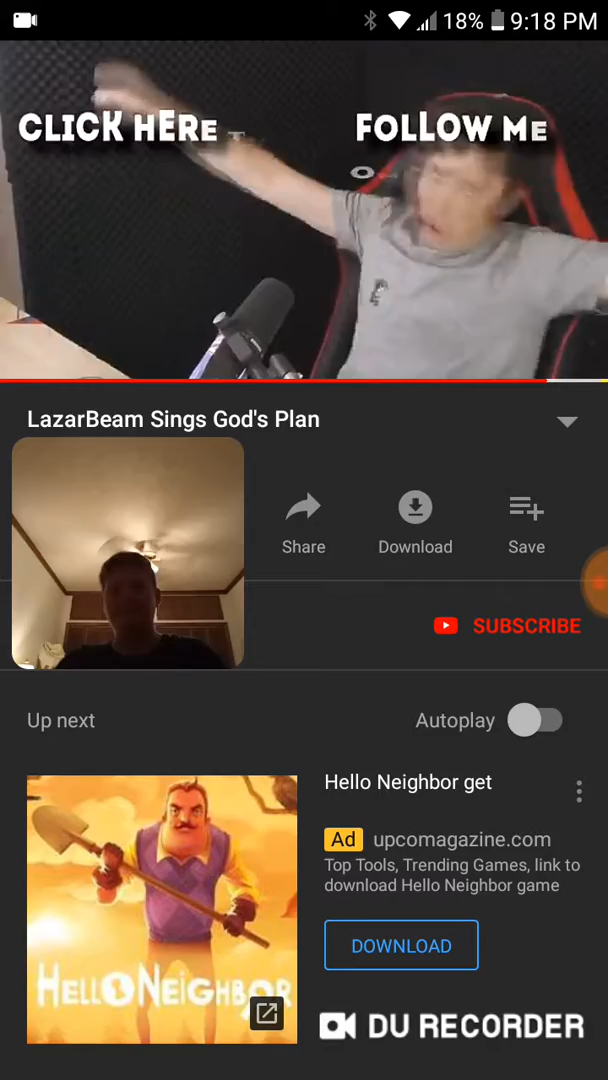 18% 9:18 PM
CLICK HERE FOLLOW ME
LazarBeam Sings God's Plan
Share Download Save
SUBSCRIBE
Up next Autoplay
Hello Neighbor get
Ad upcomagazine.com
Top Tools, Trending Games, link to
download Hello Neighbor game
DOWNLOAD
HELLO NEIGHBOR
DU RECORDER